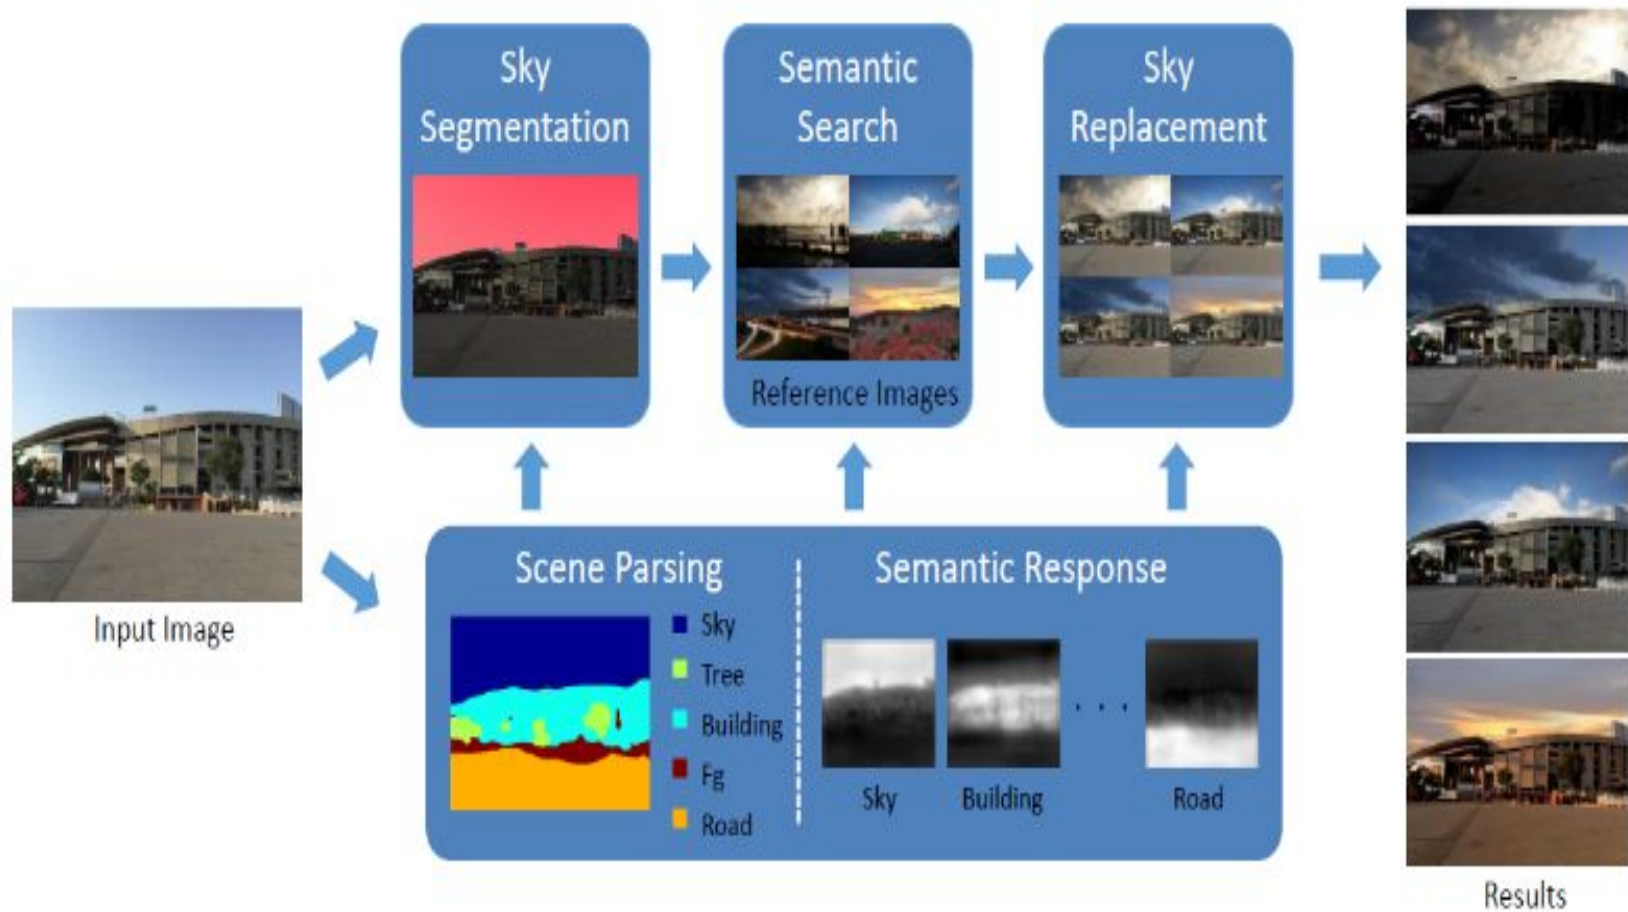 Sky
Segmentation
Semantic
Search
Reference Images
Sky
Replacement
Input Image
Scene Parsing
Sky
Tree
Building
Fg
Road
Semantic Response
. . .
Sky
Building
Road
Results